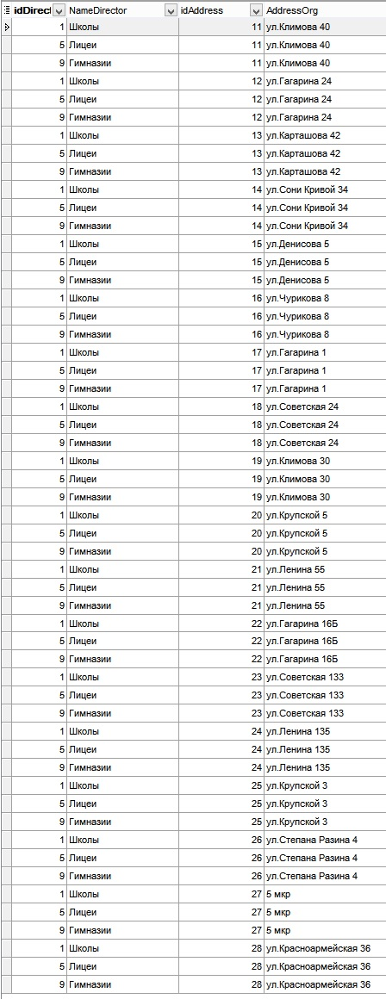 idDirect NameDirector idAddress AddressOrg
1 Школы 11 ул.Климова 40
5 Лицеи 11 ул.Климова 40
9 Гимназии 11 ул.Климова 40
1 Школы 12 ул.Гагарина 24
5 Лицеи 12 ул.Гагарина 24
9 Гимназии 12 ул.Гагарина 24
1 Школы 13 ул.Карташова 42
5 Лицеи 13 ул.Карташова 42
9 Гимназии 13 ул.Карташова 42
1 Школы 14 ул.Сони Кривой 34
5 Лицеи 14 ул.Сони Кривой 34
9 Гимназии 14 ул.Сони Кривой 34
1 Школы 15 ул.Денисова 5
5 Лицеи 15 ул.Денисова 5
9 Гимназии 15 ул.Денисова 5
1 Школы 16 ул.Чурикова 8
5 Лицеи 16 ул.Чурикова 8
9 Гимназии 16 ул.Чурикова 8
1 Школы 17 ул.Гагарина 1
5 Лицеи 17 ул.Гагарина 1
9 Гимназии 17 ул.Гагарина 1
1 Школы 18 ул.Советская 24
5 Лицеи 18 ул.Советская 24
9 Гимназии 18 ул.Советская 24
1 Школы 19 ул.Климова 30
5 Лицеи 19 ул.Климова 30
9 Гимназии 19 ул.Климова 30
1 Школы 20 ул.Крупской 5
5 Лицеи 20 ул.Крупской 5
9 Гимназии 20 ул.Крупской 5
1 Школы 21 ул.Ленина 55
5 Лицеи 21 ул.Ленина 55
9 Гимназии 21 ул.Ленина 55
1 Школы 22 ул.Гагарина 16Б
5 Лицеи 22 ул.Гагарина 16Б
9 Гимназии 22 ул.Гагарина 16Б
1 Школы 23 ул.Советская 133
5 Лицеи 23 ул.Советская 133
9 Гимназии 23 ул.Советская 133
1 Школы 24 ул.Ленина 135
5 Лицеи 24 ул.Ленина 135
9 Гимназии 24 ул.Ленина 135
1 Школы 25 ул.Крупской 3
5 Лицеи 25 ул.Крупской 3
9 Гимназии 25 ул.Крупской 3
1 Школы 26 ул.Степана Разина 4
5 Лицеи 26 ул.Степана Разина 4
9 Гимназии 26 ул.Степана Разина 4
1 Школы 27 5 мкр
5 Лицеи 27 5 мкр
9 Гимназии 27 5 мкр
1 Школы 28 ул.Красноармейская 36
5 Лицеи 28 ул.Красноармейская 36
9 Гимназии 28 ул.Красноармейская 36